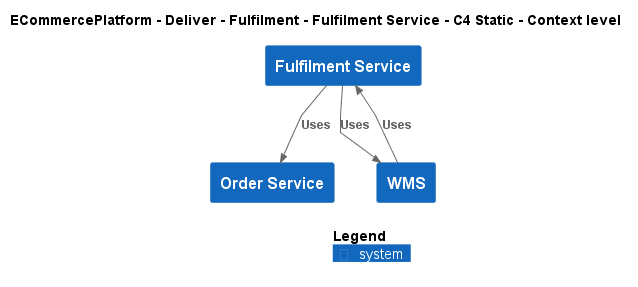 ECommercePlatform - Deliver - Fulfilment - Fulfilment Service - C4 Static - Context level
Fulfilment Service
Uses
Uses
Uses
Order Service
WMS
Legend
system